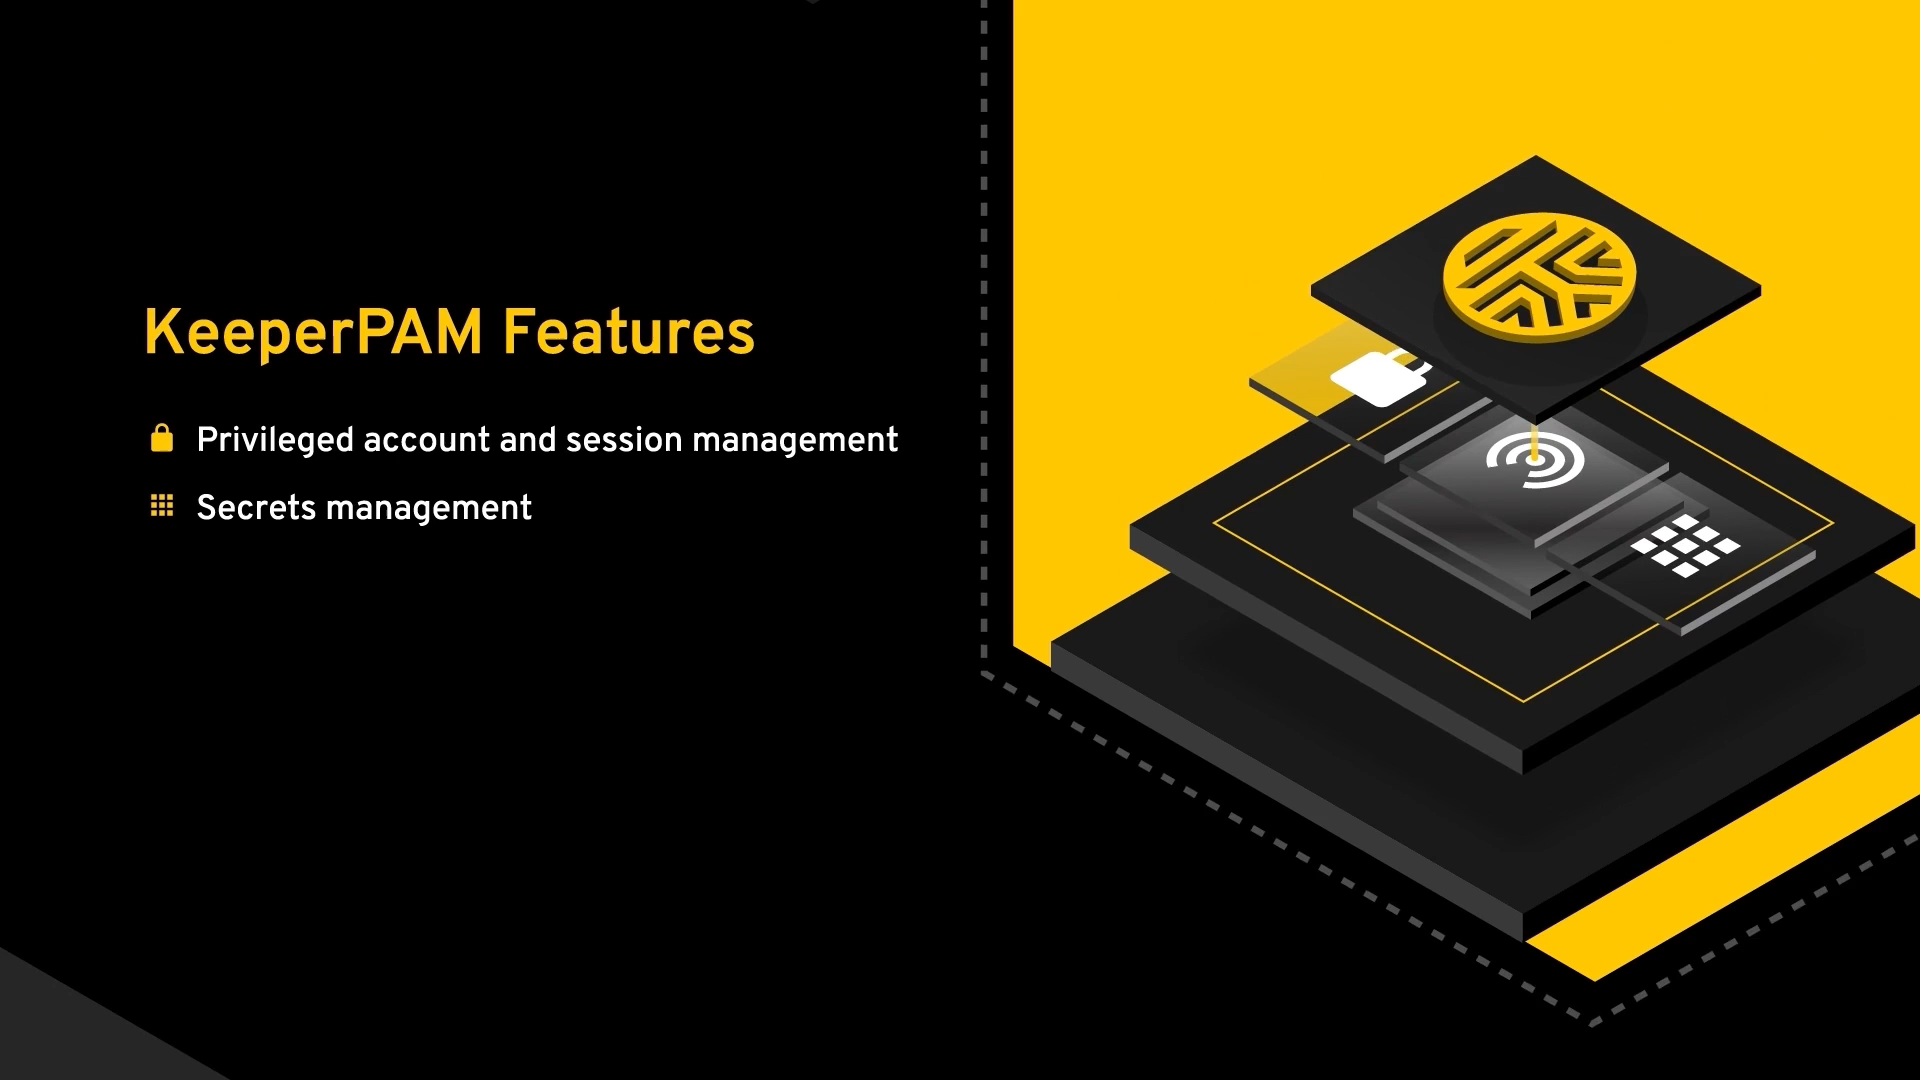 KeeperPAM Features
Privileged account and session management
Secrets management